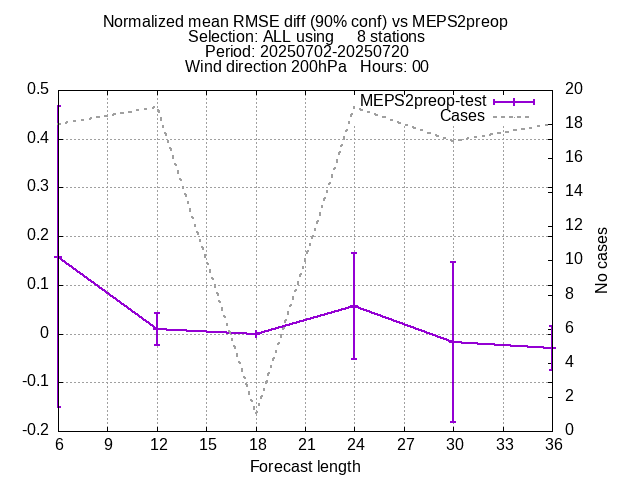 Normalized mean RMSE diff (90% conf) vs MEPS2preop
Selection: ALL using     8 stations
Period: 20250702-20250720
Wind direction 200hPa   Hours: 00
MEPS2preop-test
Cases
0.5
0.4
0.3
0.2
0.1
0
-0.1
-0.2
20
18
16
14
12
10
8
6
4
2
0
No cases
6 9 12 15 18 21 24 27 30 33 36
Forecast length